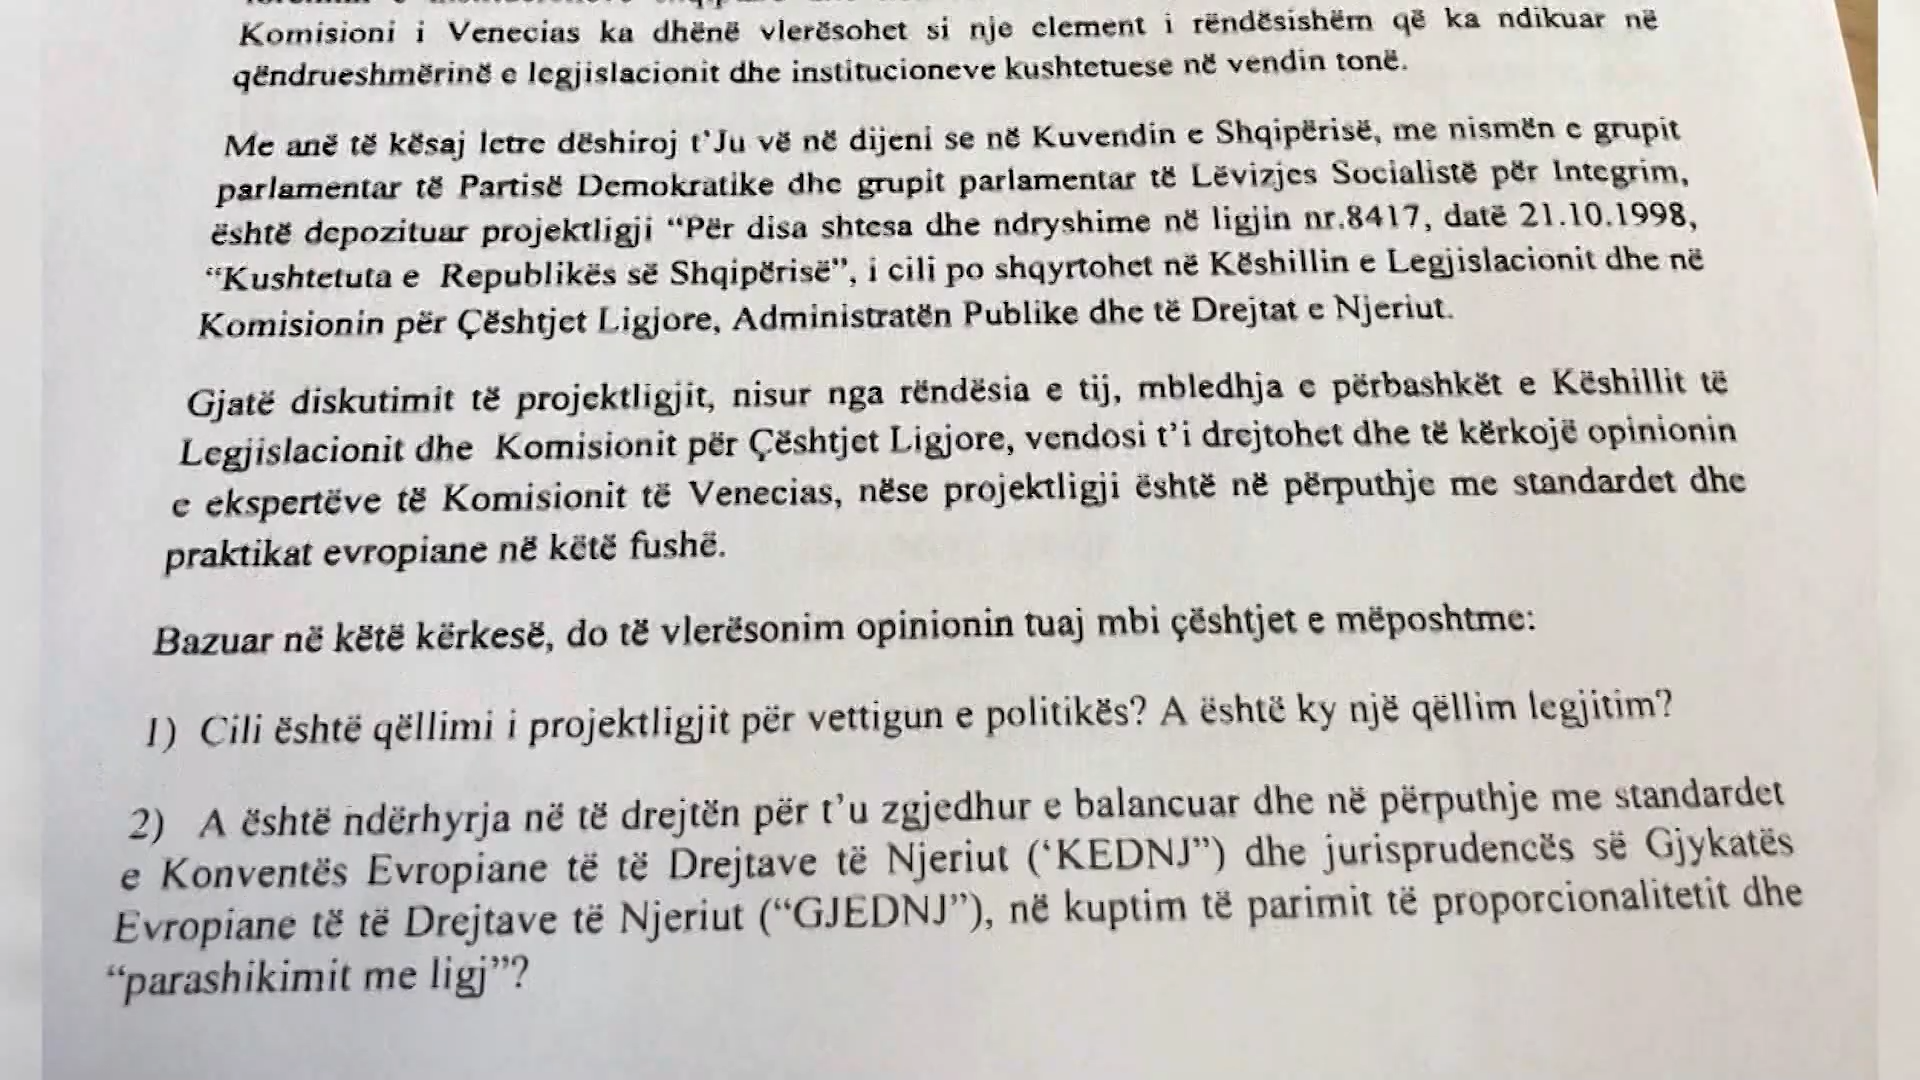 Komisioni i Venecias ka dhënë vlerësohet si nje element i rëndësishëm që ka ndikuar në
qëndrueshmërinë e legjislacionit dhe institucioneve kushtetuese në vendin tonë.
Me anë të kësaj letre dëshiroj t'Ju vë në dijeni se në Kuvendin e Shqipërisë, me nismën e grupit
parlamentar të Partisë Demokratike dhe grupit parlamentar të Lëvizjes Socialistë për Integrim,
është depozituar projektligji “Për disa shtesa dhe ndryshime në ligjin nr.8417, datë 21.10.1998,
“Kushtetuta e Republikës së Shqipërisë”, i cili po shqyrtohet në Këshillin e Legjislacionit dhe në
Komisionin për Çështjet Ligjore, Administratën Publike dhe të Drejtat e Njeriut.
Gjatë diskutimit të projektligjit, nisur nga rëndësia e tij, mbledhja e përbashkët e Këshillit të
Legjislacionit dhe Komisionit për Çështjet Ligjore, vendosi t'i drejtohet dhe të kërkojë opinionin
e ekspertëve të Komisionit të Venecias, nëse projektligji është në përputhje me standardet dhe
praktikat evropiane në këtë fushë.
Bazuar në këtë kërkesë, do të vlerësonim opinionin tuaj mbi çështjet e mëposhtme:
1) Cili është qëllimi i projektligjit për vettigun e politikës? A është ky një qëllim legjitim?
2) A është ndërhyrja në të drejtën për t'u zgjedhur e balancuar dhe në përputhje me standardet
e Konventës Evropiane të të Drejtave të Njeriut (‘KEDNJ”) dhe jurisprudencës së Gjykatës
Evropiane të të Drejtave të Njeriut (“GJEDNJ”), në kuptim të parimit të proporcionalitetit dhe
“parashikimit me ligj”?